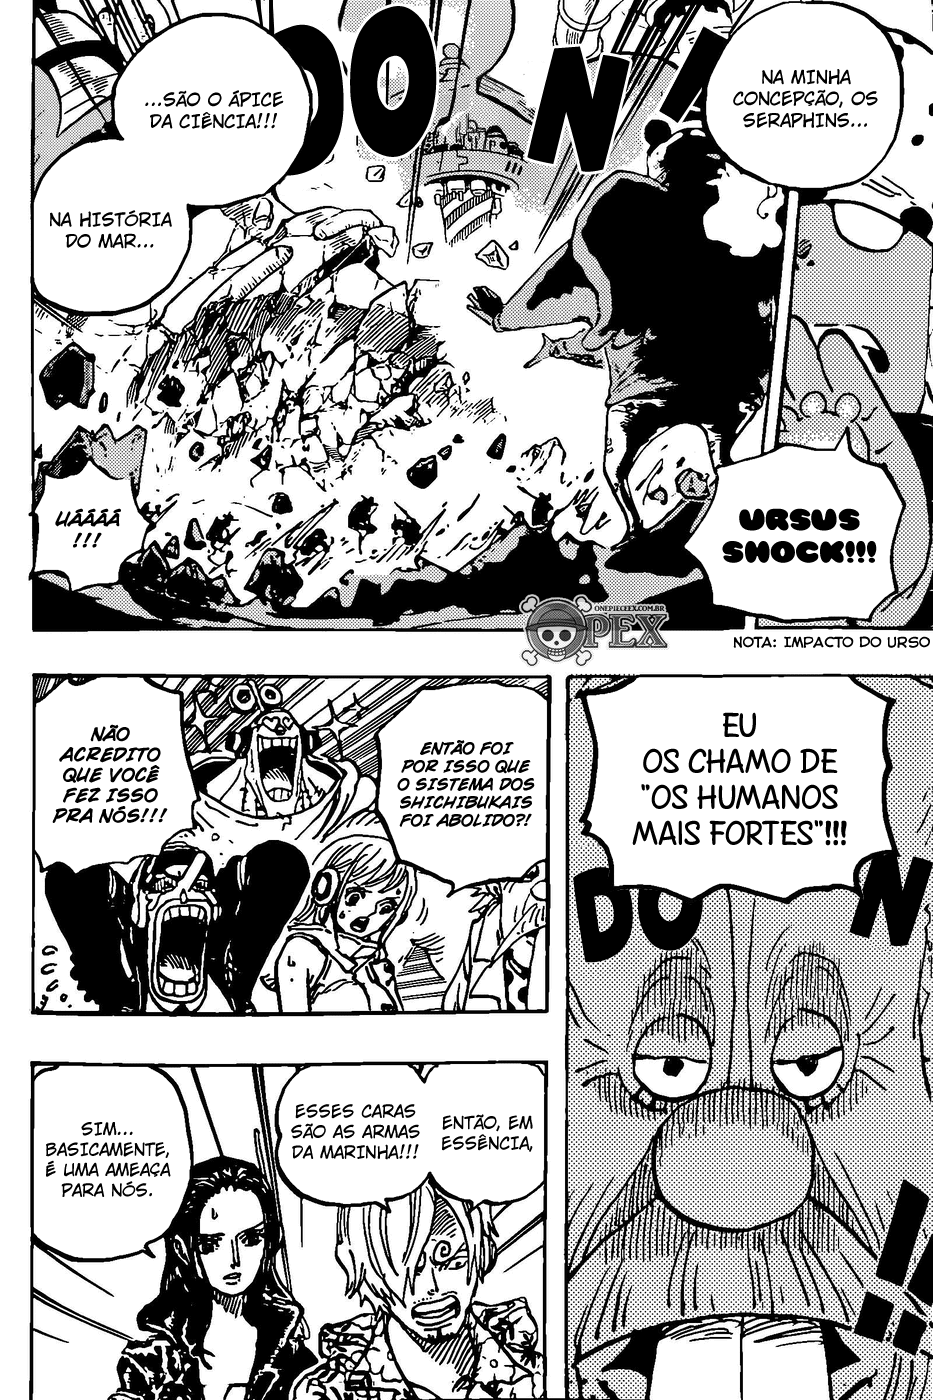 DON!
NA MINHA
CONCEPÇÃO, OS
SERAPHINS...
...SÃO O ÁPICE
DA CIÊNCIA!!!
NA HISTÓRIA
DO MAR...
UÁÁÁÁ
!!!
URSUS
SHOCK!!!
ONEPIECEEX.COM.BR
OPEX
NOTA: IMPACTO DO URSO
EU
OS CHAMO DE
"OS HUMANOS
MAIS FORTES"!!!
DON
!!
ENTÃO FOI
POR ISSO QUE
O SISTEMA DOS
SHICHIBUKAIS
FOI ABOLIDO?!
NÃO
ACREDITO
QUE VOCÊ
FEZ ISSO
PRA NÓS!!!
ENTÃO, EM
ESSÊNCIA,
ESSES CARAS
SÃO AS ARMAS
DA MARINHA!!!
SIM...
BASICAMENTE,
É UMA AMEAÇA
PARA NÓS.